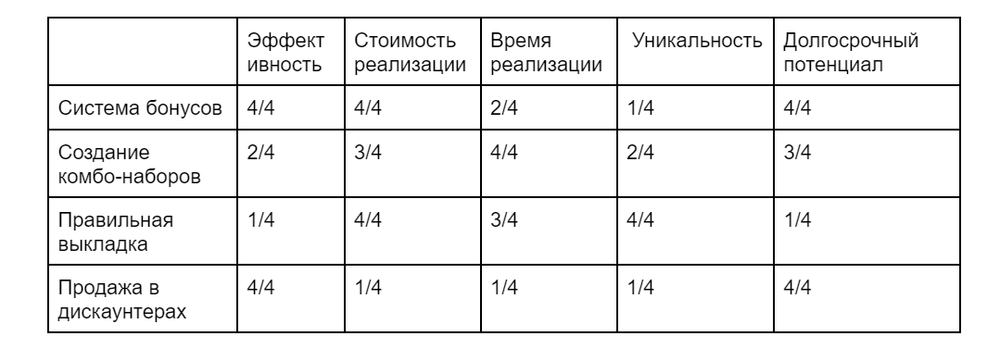 Эффект
ивность
Стоимость
реализации
Время
реализации
Уникальность
Долгосрочный
потенциал
Система бонусов
4/4
4/4
2/4
1/4
4/4
Создание
комбо-наборов
2/4
3/4
4/4
2/4
3/4
Правильная
выкладка
1/4
4/4
3/4
4/4
1/4
Продажа в
дискаунтерах
4/4
1/4
1/4
1/4
4/4